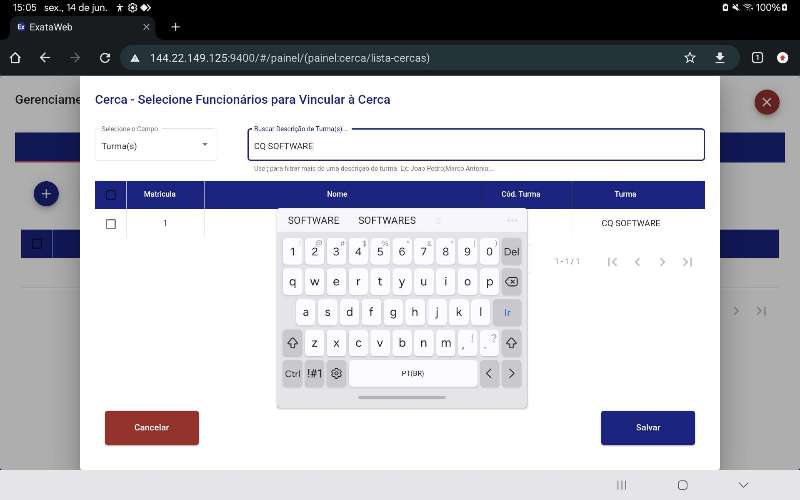 15:05 sex., 14 de jun.
100%
ExataWeb
144.22.149.125:9400/#/painel/(painel:cerca/lista-cercas)
Gerenciame
Cerca - Selecione Funcionários para Vincular à Cerca
Selecione o Campo
Turma(s)
Buscar Descrição de Turma(s)...
CQ SOFTWARE
Use ; para filtrar mais de uma descrição de turma. Ex: Joao Pedro;Marco Antonio...
Matrícula Nome Cód. Turma Turma
1 CQ SOFTWARE
1 - 1 / 1
SOFTWARE SOFTWARES
1 2 3 4 5 6 7 8 9 0 Del
q w e r t y u i o p
a s d f g h j k l Ir
z x c v b n m , ! . ?
Ctrl !#1 PT(BR)
Cancelar
Salvar